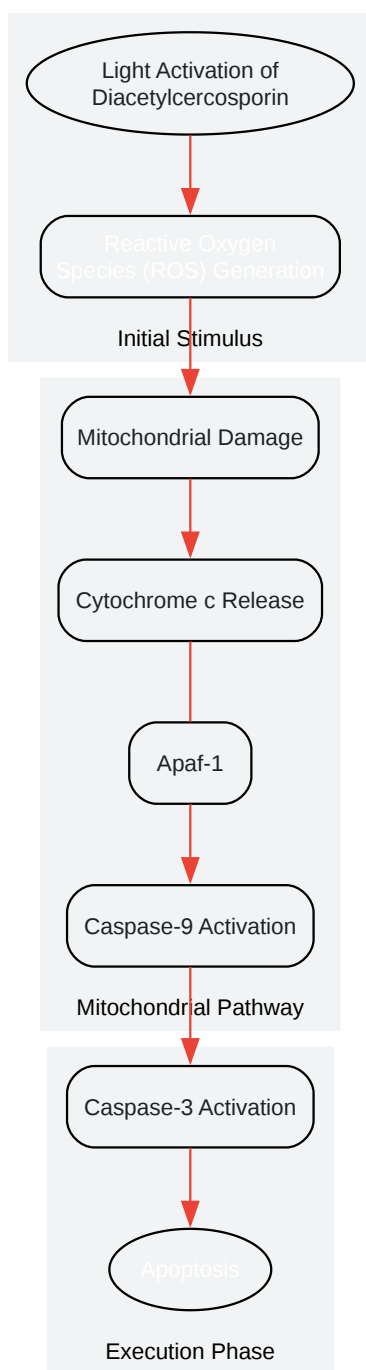 Light Activation of
Diacetylcercosporin
Reactive Oxygen
Species (ROS) Generation
Initial Stimulus
Mitochondrial Damage
Cytochrome c Release
Apaf-1
Caspase-9 Activation
Mitochondrial Pathway
Caspase-3 Activation
Apoptosis
Execution Phase